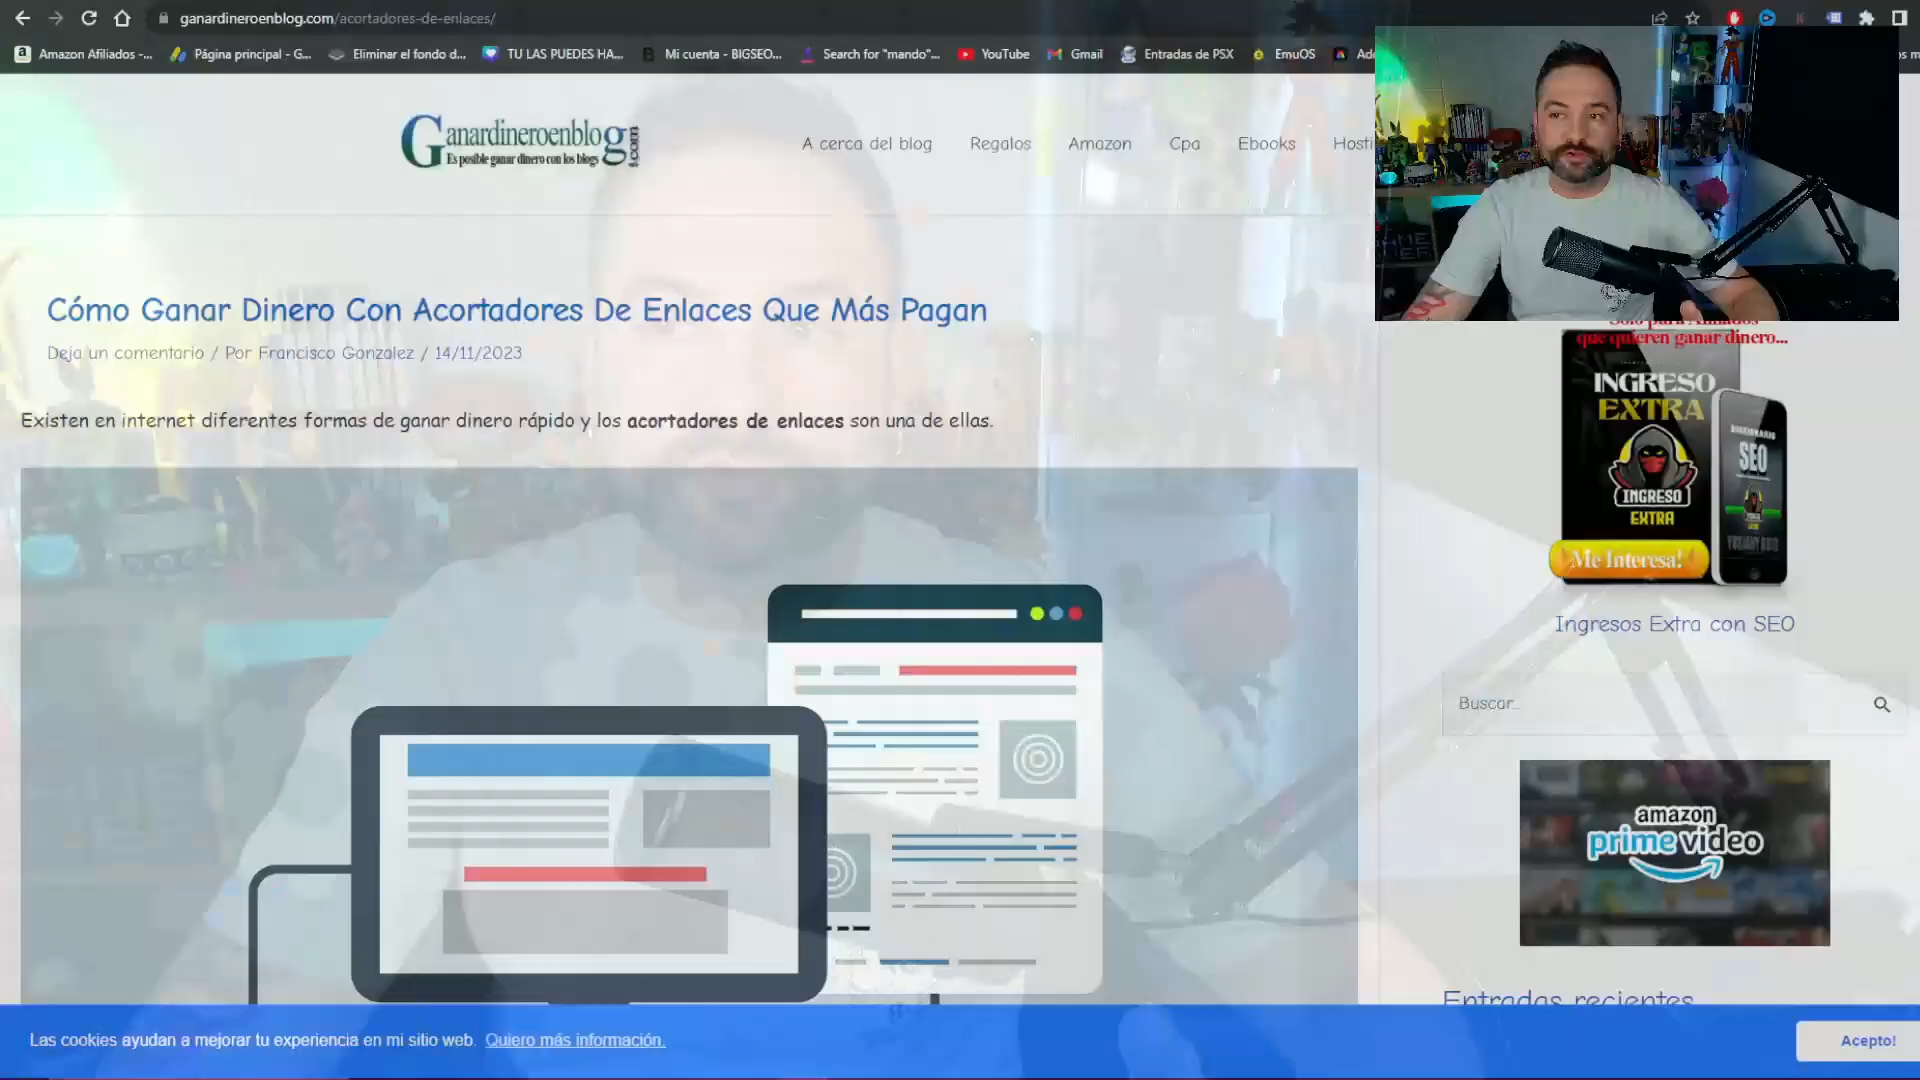 ganardineroenblog.com/acortadores-de-enlaces/
Amazon Afiliados -...
Página principal - G...
Eliminar el fondo d...
TU LAS PUEDES HA...
Mi cuenta - BIGSEO...
Search for "mando"...
YouTube
Gmail
Entradas de PSX
EmuOS
Ganardineroenblog.com
Es posible ganar dinero con los blogs
A cerca del blog
Regalos
Amazon
Cpa
Ebooks
Hosti
Cómo Ganar Dinero Con Acortadores De Enlaces Que Más Pagan
Deja un comentario / Por Francisco Gonzalez / 14/11/2023
Existen en internet diferentes formas de ganar dinero rápido y los acortadores de enlaces son una de ellas.
Solo para Afiliados
que quieren ganar dinero...
INGRESO
EXTRA
INGRESO
EXTRA
DICCIONARIO
SEO
¡Me Interesa!
Ingresos Extra con SEO
Buscar...
amazon
prime video
Entradas recientes
Las cookies ayudan a mejorar tu experiencia en mi sitio web. Quiero más información.
Acepto!